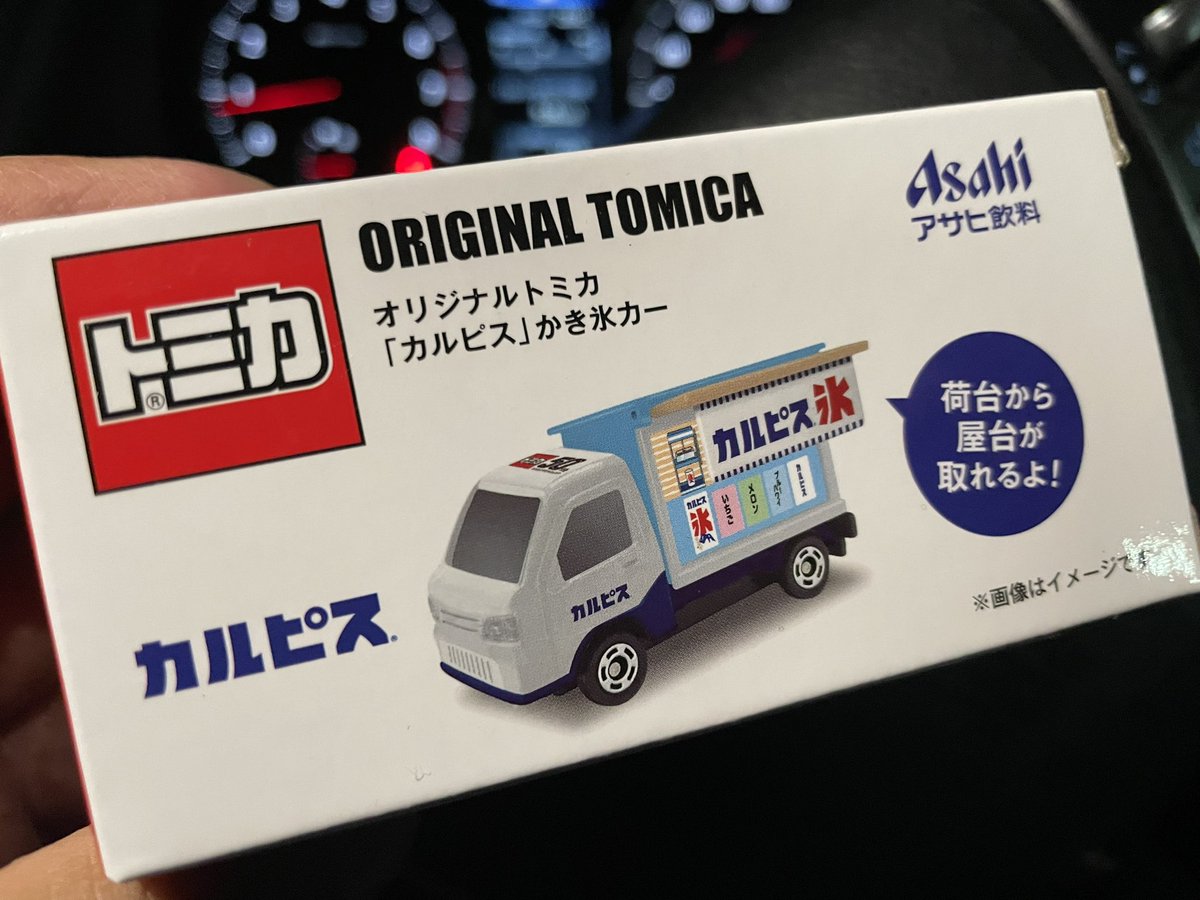 ORIGINAL TOMICA
Asahi
アサヒ飲料
トミカ®
オリジナルトミカ
「カルピス」かき氷カー
カルピス氷
荷台から
屋台が
取れるよ!
カルピス
氷
いちご
メロン
カルピス
カルピス®
※画像はイメージです